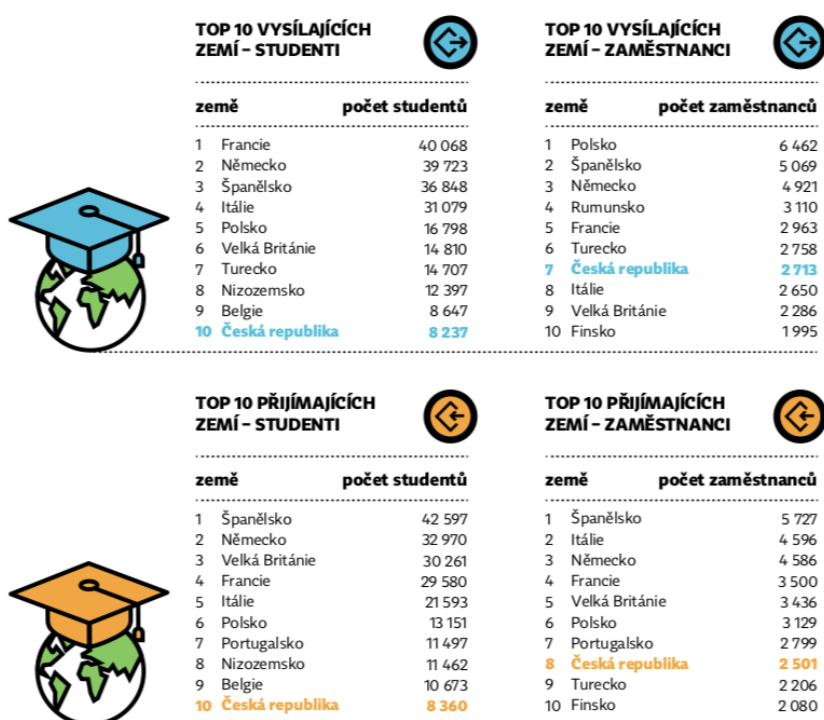 TOP 10 VYSÍLAJÍCÍCH
ZEMÍ – STUDENTI
země počet studentů
1 Francie 40 068
2 Německo 39 723
3 Španělsko 36 848
4 Itálie 31 079
5 Polsko 16 798
6 Velká Británie 14 810
7 Turecko 14 707
8 Nizozemsko 12 397
9 Belgie 8 647
10 Česká republika 8 237
TOP 10 VYSÍLAJÍCÍCH
ZEMÍ – ZAMĚSTNANCI
země počet zaměstnanců
1 Polsko 6 462
2 Španělsko 5 069
3 Německo 4 921
4 Rumunsko 3 110
5 Francie 2 963
6 Turecko 2 758
7 Česká republika 2 713
8 Itálie 2 650
9 Velká Británie 2 286
10 Finsko 1 995
TOP 10 PŘIJÍMAJÍCÍCH
ZEMÍ – STUDENTI
země počet studentů
1 Španělsko 42 597
2 Německo 32 970
3 Velká Británie 30 261
4 Francie 29 580
5 Itálie 21 593
6 Polsko 13 151
7 Portugalsko 11 497
8 Nizozemsko 11 462
9 Belgie 10 673
10 Česká republika 8 360
TOP 10 PŘIJÍMAJÍCÍCH
ZEMÍ – ZAMĚSTNANCI
země počet zaměstnanců
1 Španělsko 5 727
2 Itálie 4 596
3 Německo 4 586
4 Francie 3 500
5 Velká Británie 3 436
6 Polsko 3 129
7 Portugalsko 2 799
8 Česká republika 2 501
9 Turecko 2 206
10 Finsko 2 080